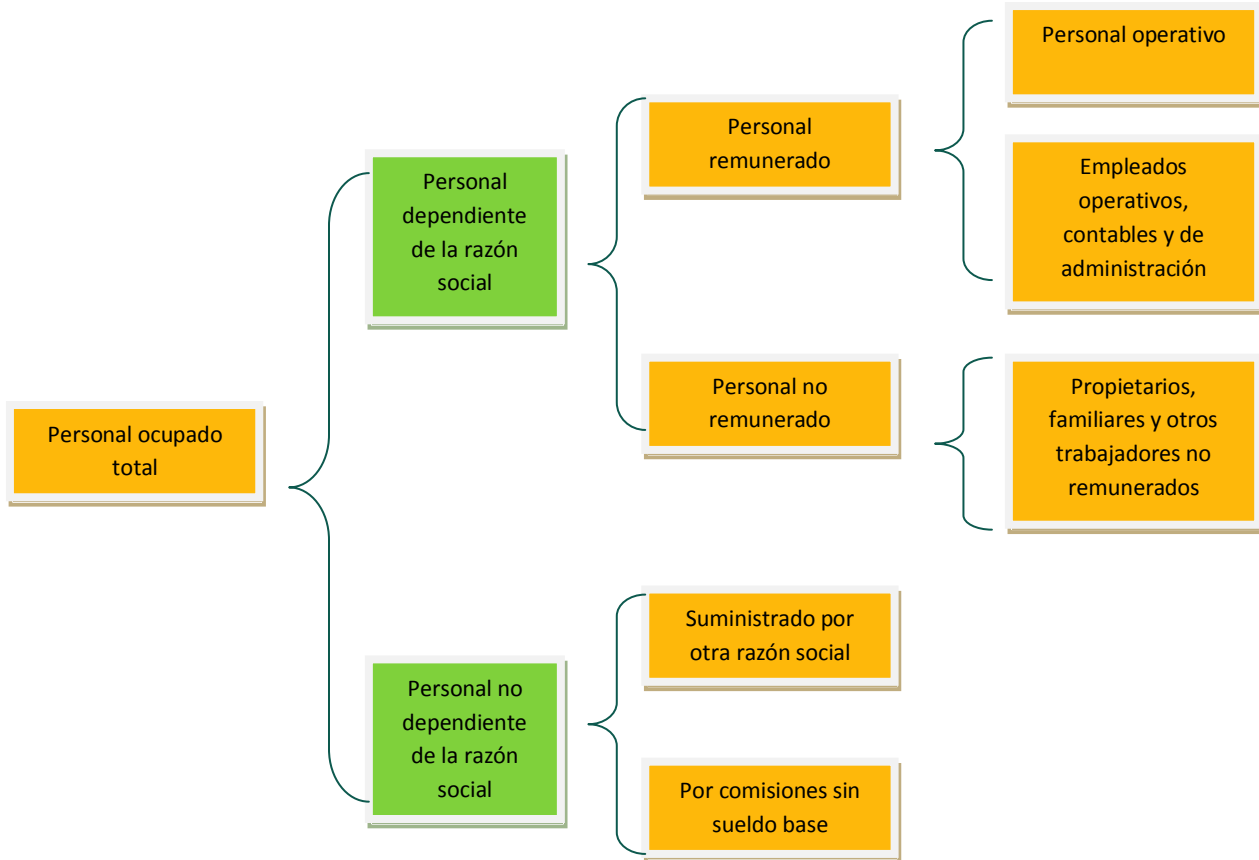 Personal ocupado
total
Personal
dependiente
de la razón
social
Personal
remunerado
Personal operativo
Empleados
operativos,
contables y de
administración
Personal no
remunerado
Propietarios,
familiares y otros
trabajadores no
remunerados
Personal no
dependiente
de la razón
social
Suministrado por
otra razón social
Por comisiones sin
sueldo base